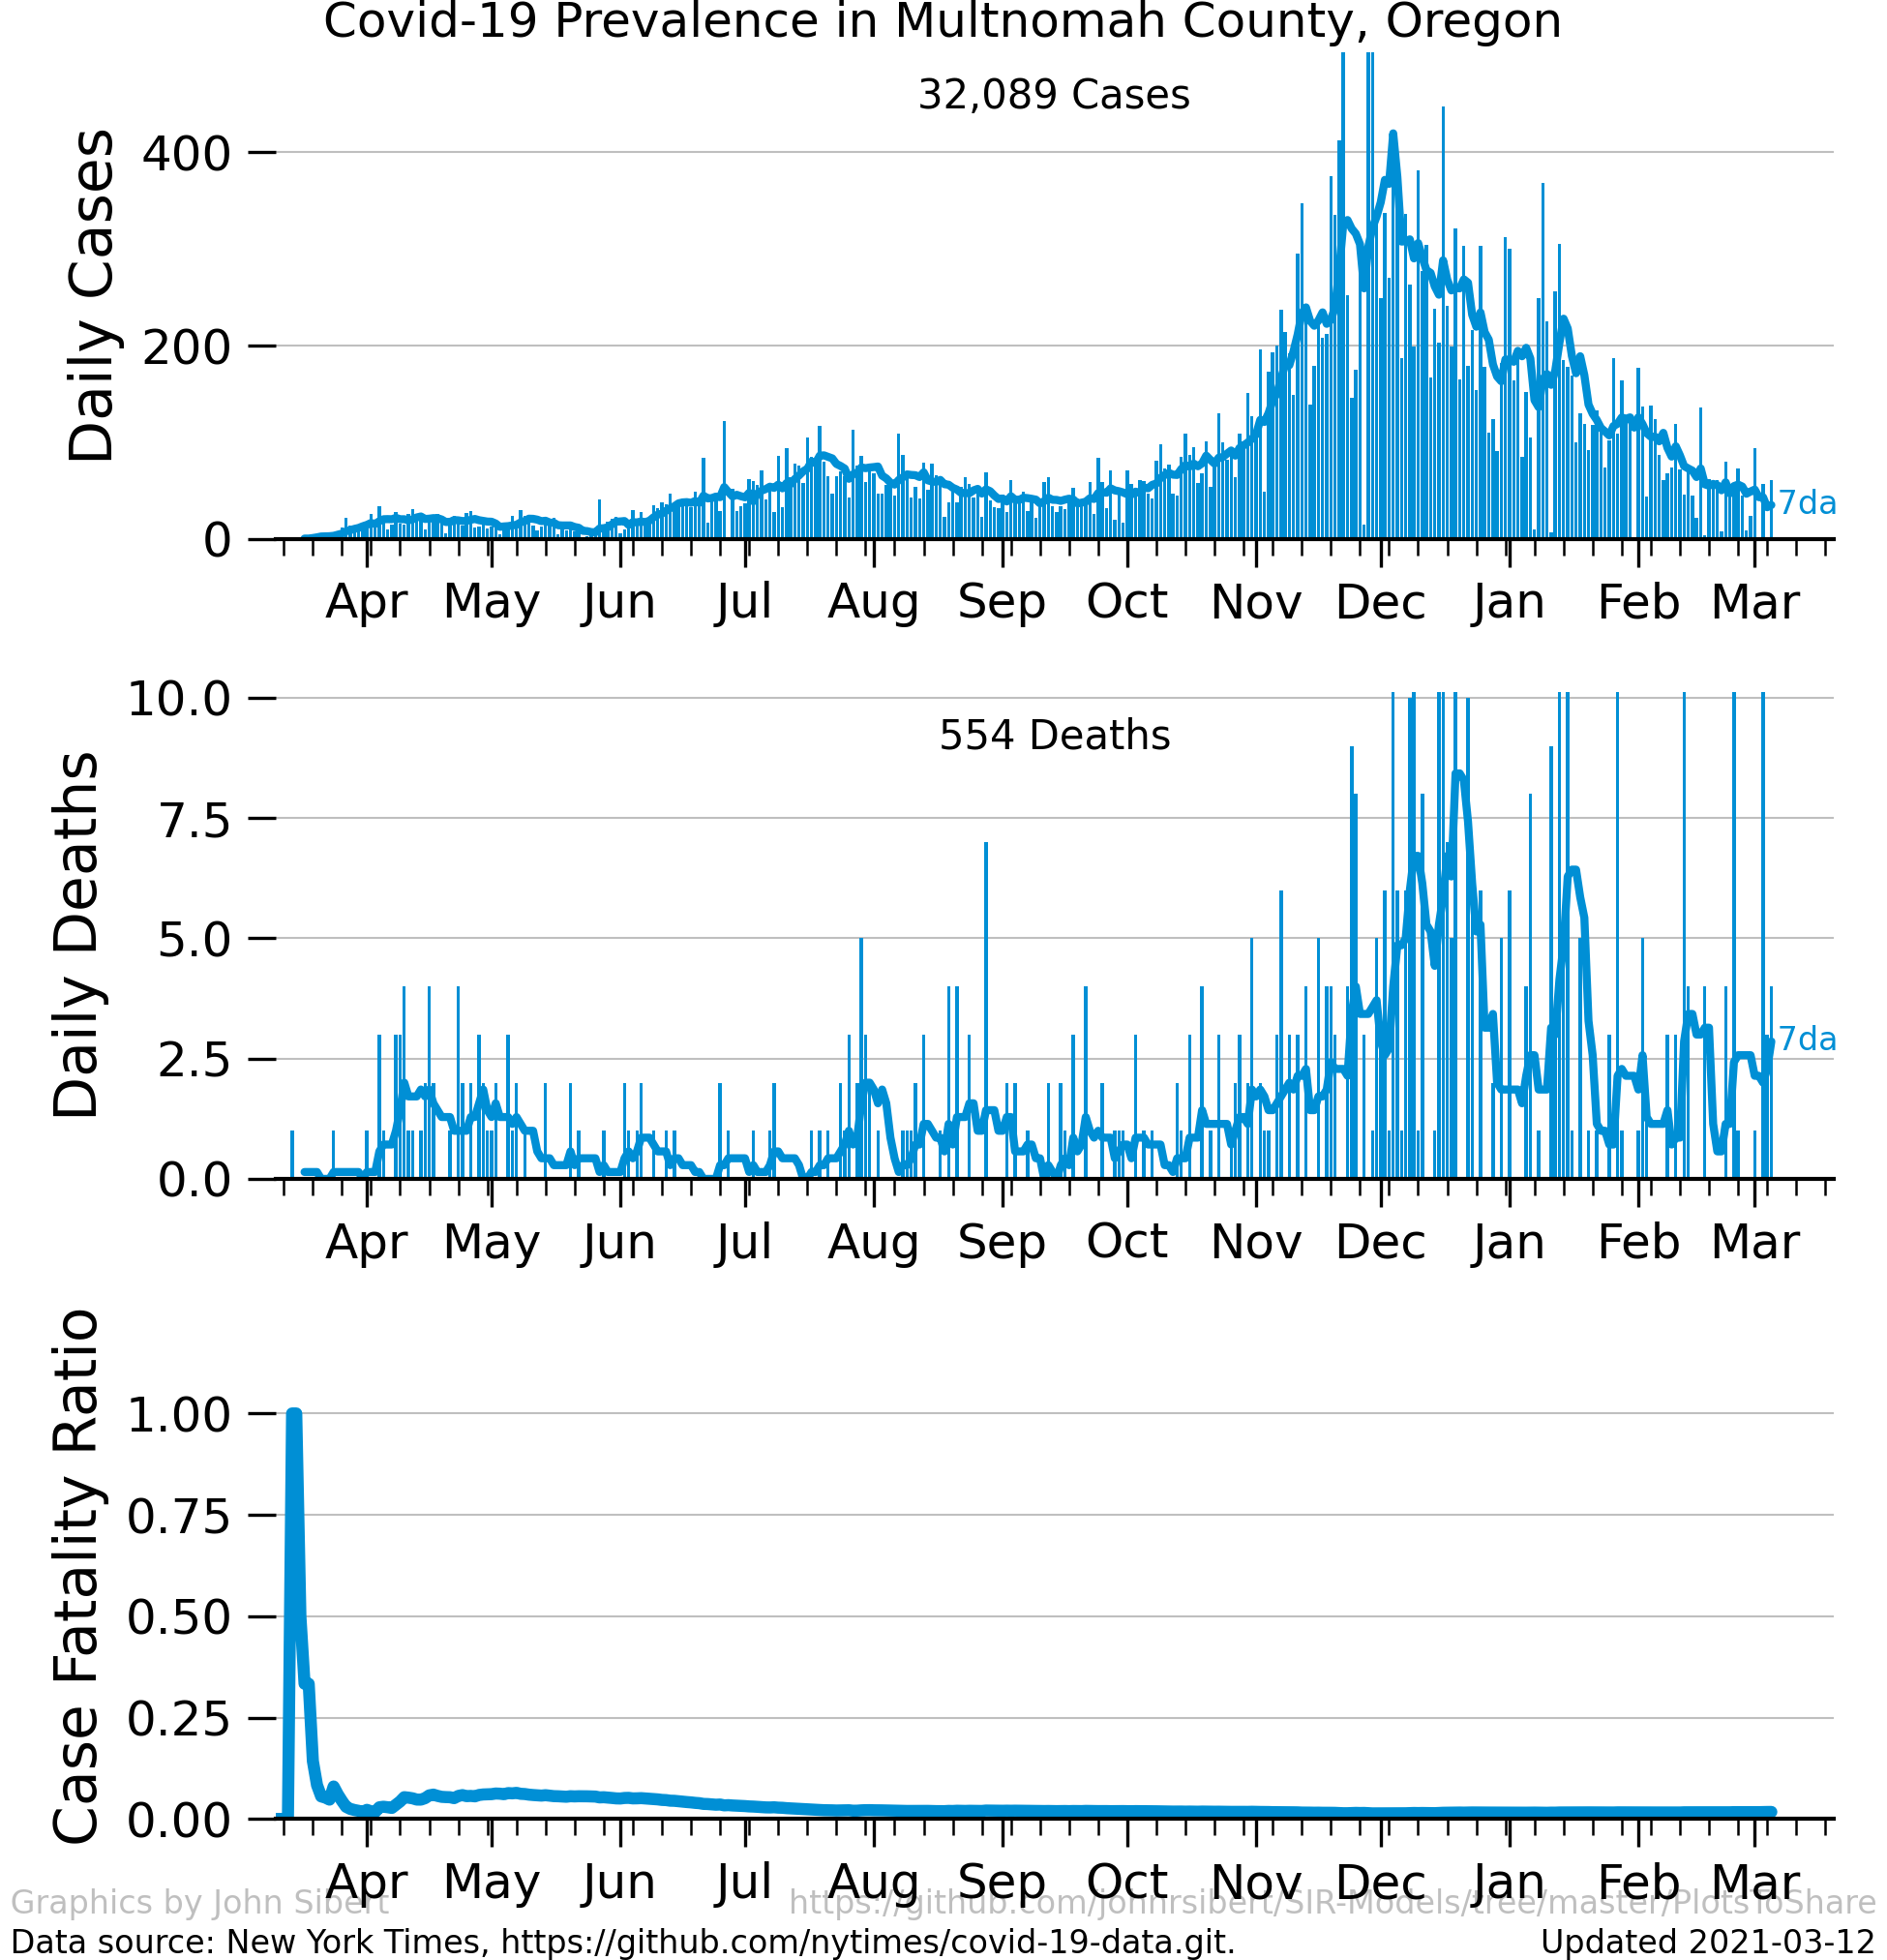 Covid-19 Prevalence in Multnomah County, Oregon
32,089 Cases
Daily Cases
400
200
0
7da
Apr May Jun Jul Aug Sep Oct Nov Dec Jan Feb Mar
554 Deaths
Daily Deaths
10.0
7.5
5.0
2.5
0.0
7da
Apr May Jun Jul Aug Sep Oct Nov Dec Jan Feb Mar
Case Fatality Ratio
1.00
0.75
0.50
0.25
0.00
Apr May Jun Jul Aug Sep Oct Nov Dec Jan Feb Mar
Graphics by John Sibert https://github.com/johnrsibert/SIR-Models/tree/master/PlotsToShare
Data source: New York Times, https://github.com/nytimes/covid-19-data.git. Updated 2021-03-12